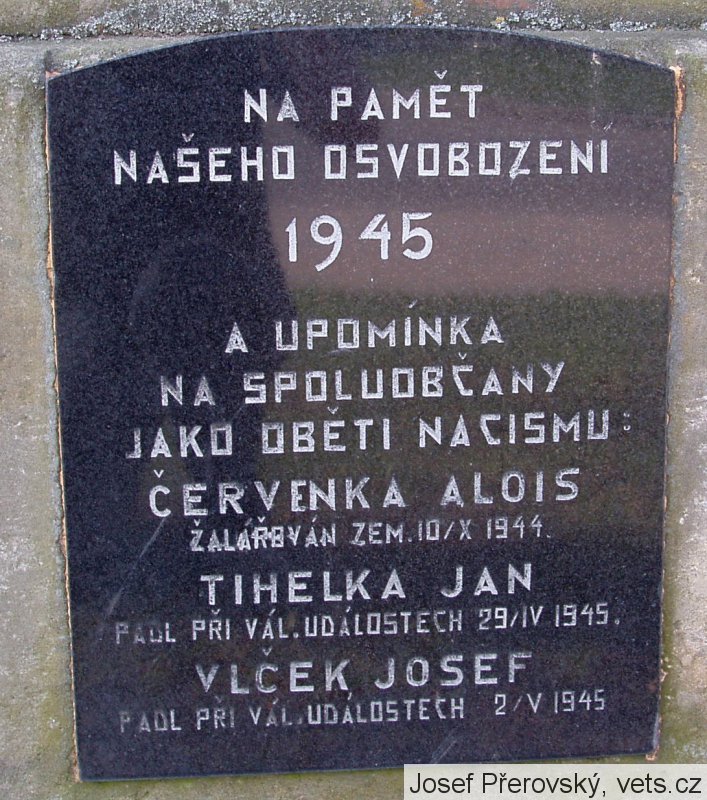 NA PAMĚT
NAŠEHO OSVOBOZENÍ
1945
A UPOMÍNKA
NA SPOLUOBČANY
JAKO OBĚTI NACISMU:
ČERVENKA ALOIS
ŽALÁŘOVÁN ZEM. 10/X 1944.
TIHELKA JAN
PADL PŘI VÁL. UDÁLOSTECH 29/IV 1945.
VLČEK JOSEF
PADL PŘI VÁL. UDÁLOSTECH 2/V 1945
Josef Přerovský, vets.cz